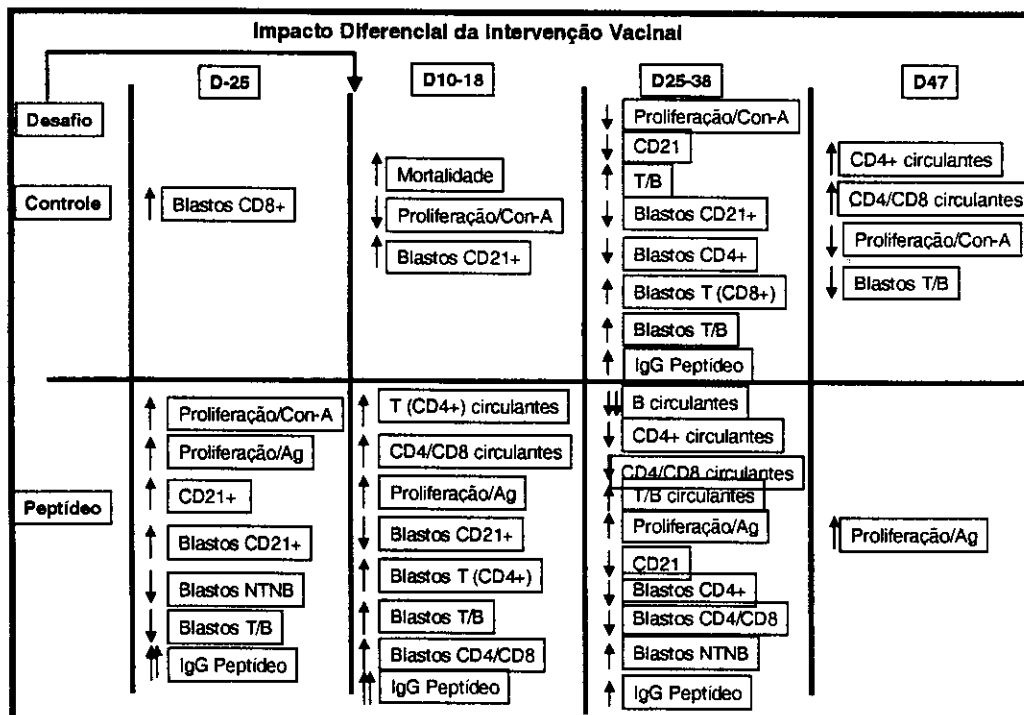 Impacto Diferencial da Intervenção Vacinal
D-25
D10-18
D25-38
D47
Desafio
Controle
↑ Blastos CD8+
↑ Mortalidade
↓ Proliferação/Con-A
↑ Blastos CD21+
↓ Proliferação/Con-A
↓ CD21
↑ T/B
↓ Blastos CD21+
↓ Blastos CD4+
↑ Blastos T (CD8+)
↑ Blastos T/B
↑ IgG Peptídeo
↑ CD4+ circulantes
↑ CD4/CD8 circulantes
↓ Proliferação/Con-A
↓ Blastos T/B
Peptídeo
↑ Proliferação/Con-A
↑ Proliferação/Ag
↑ CD21+
↑ Blastos CD21+
↓ Blastos NTNB
↓ Blastos T/B
↑↑ IgG Peptídeo
↑ T (CD4+) circulantes
↑ CD4/CD8 circulantes
↑ Proliferação/Ag
↓ Blastos CD21+
↑ Blastos T (CD4+)
↑ Blastos T/B
↑ Blastos CD4/CD8
↑↑ IgG Peptídeo
↓↓ B circulantes
↓ CD4+ circulantes
↓ CD4/CD8 circulantes
↑ T/B circulantes
↑ Proliferação/Ag
↓ CD21
↓ Blastos CD4+
↓ Blastos CD4/CD8
↑ Blastos NTNB
↑ IgG Peptídeo
↑ Proliferação/Ag